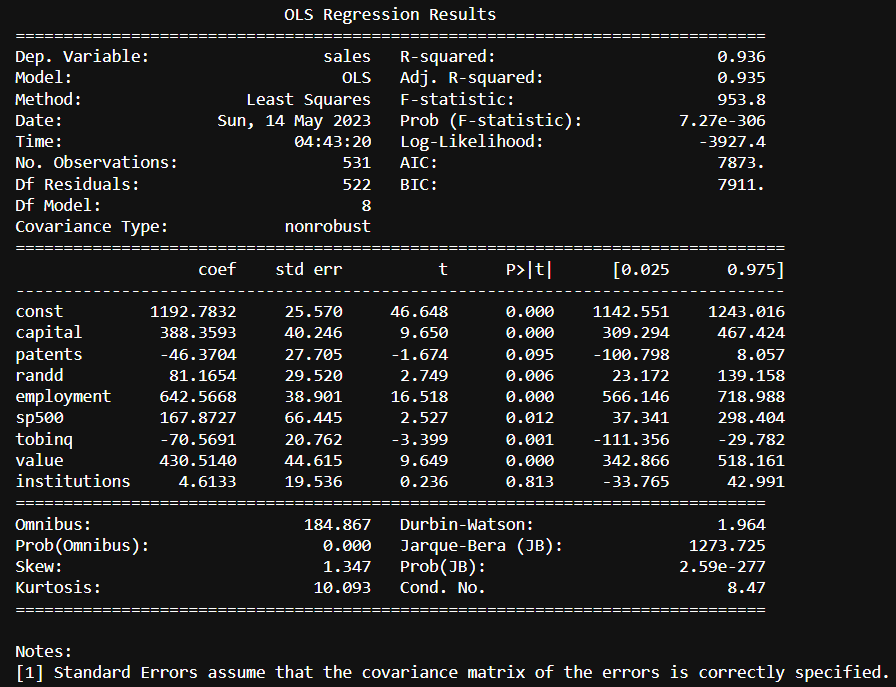 OLS Regression Results
==============================================================================
Dep. Variable:                  sales   R-squared:                       0.936
Model:                            OLS   Adj. R-squared:                  0.935
Method:                 Least Squares   F-statistic:                     953.8
Date:                Sun, 14 May 2023   Prob (F-statistic):          7.27e-306
Time:                        04:43:20   Log-Likelihood:                -3927.4
No. Observations:                 531   AIC:                             7873.
Df Residuals:                     522   BIC:                             7911.
Df Model:                           8
Covariance Type:            nonrobust
================================================================================
                   coef    std err          t      P>|t|      [0.025      0.975]
--------------------------------------------------------------------------------
const         1192.7832     25.570     46.648      0.000    1142.551    1243.016
capital        388.3593     40.246      9.650      0.000     309.294     467.424
patents        -46.3704     27.705     -1.674      0.095    -100.798       8.057
randd           81.1654     29.520      2.749      0.006      23.172     139.158
employment     642.5668     38.901     16.518      0.000     566.146     718.988
sp500          167.8727     66.445      2.527      0.012      37.341     298.404
tobinq         -70.5691     20.762     -3.399      0.001    -111.356     -29.782
value          430.5140     44.615      9.649      0.000     342.866     518.161
institutions     4.6133     19.536      0.236      0.813     -33.765      42.991
==============================================================================
Omnibus:                      184.867   Durbin-Watson:                   1.964
Prob(Omnibus):                  0.000   Jarque-Bera (JB):             1273.725
Skew:                           1.347   Prob(JB):                    2.59e-277
Kurtosis:                      10.093   Cond. No.                         8.47
==============================================================================

Notes:
[1] Standard Errors assume that the covariance matrix of the errors is correctly specified.